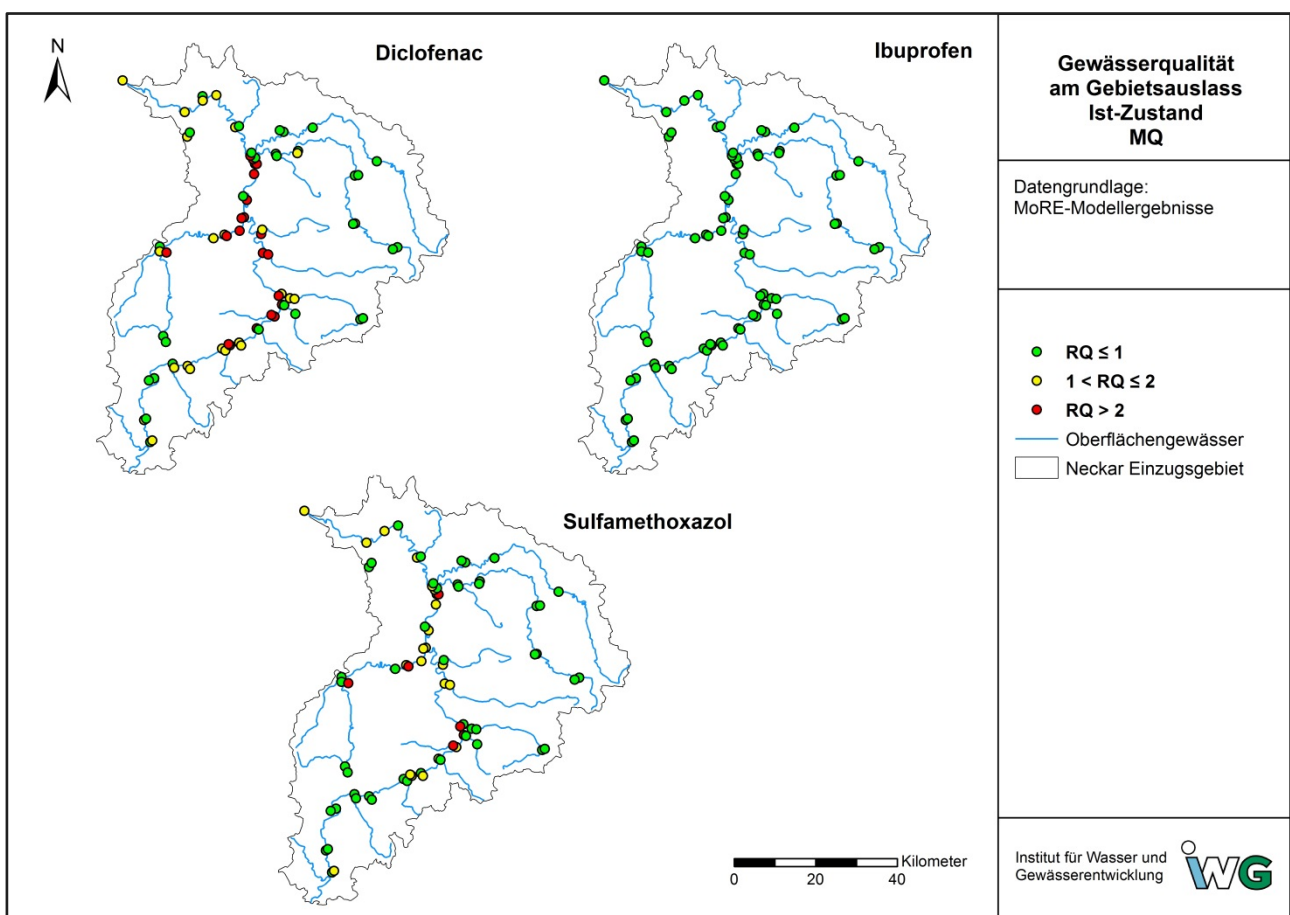 N
Diclofenac
Ibuprofen
Sulfamethoxazol
Kilometer
0 20 40
Gewässerqualität
am Gebietsauslass
Ist-Zustand
MQ
Datengrundlage:
MoRE-Modellergebnisse
RQ ≤ 1
1 < RQ ≤ 2
RQ > 2
Oberflächengewässer
Neckar Einzugsgebiet
Institut für Wasser und
Gewässerentwicklung
iWG